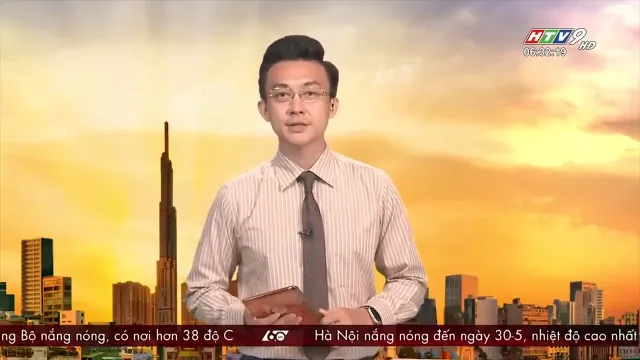 HTV9 HD
06:32:19
ng Bộ nắng nóng, có nơi hơn 38 độ C 60 Hà Nội nắng nóng đến ngày 30-5, nhiệt độ cao nhất